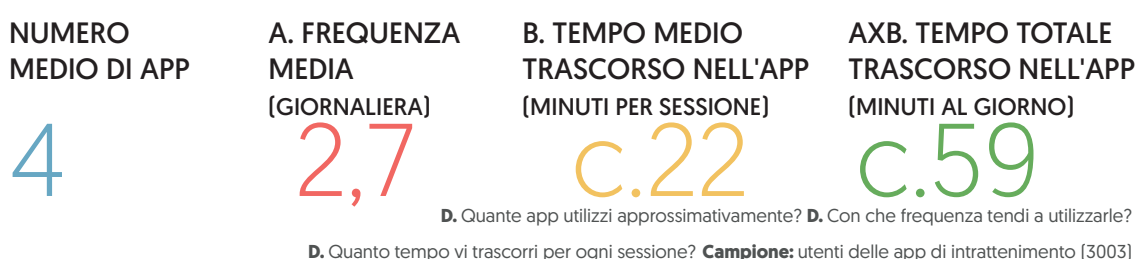 NUMERO
MEDIO DI APP
4
A. FREQUENZA
MEDIA
(GIORNALIERA)
2,7
B. TEMPO MEDIO
TRASCORSO NELL'APP
(MINUTI PER SESSIONE)
c.22
AXB. TEMPO TOTALE
TRASCORSO NELL'APP
(MINUTI AL GIORNO)
c.59
D. Quante app utilizzi approssimativamente? D. Con che frequenza tendi a utilizzarle?
D. Quanto tempo vi trascorri per ogni sessione? Campione: utenti delle app di intrattenimento (3003)